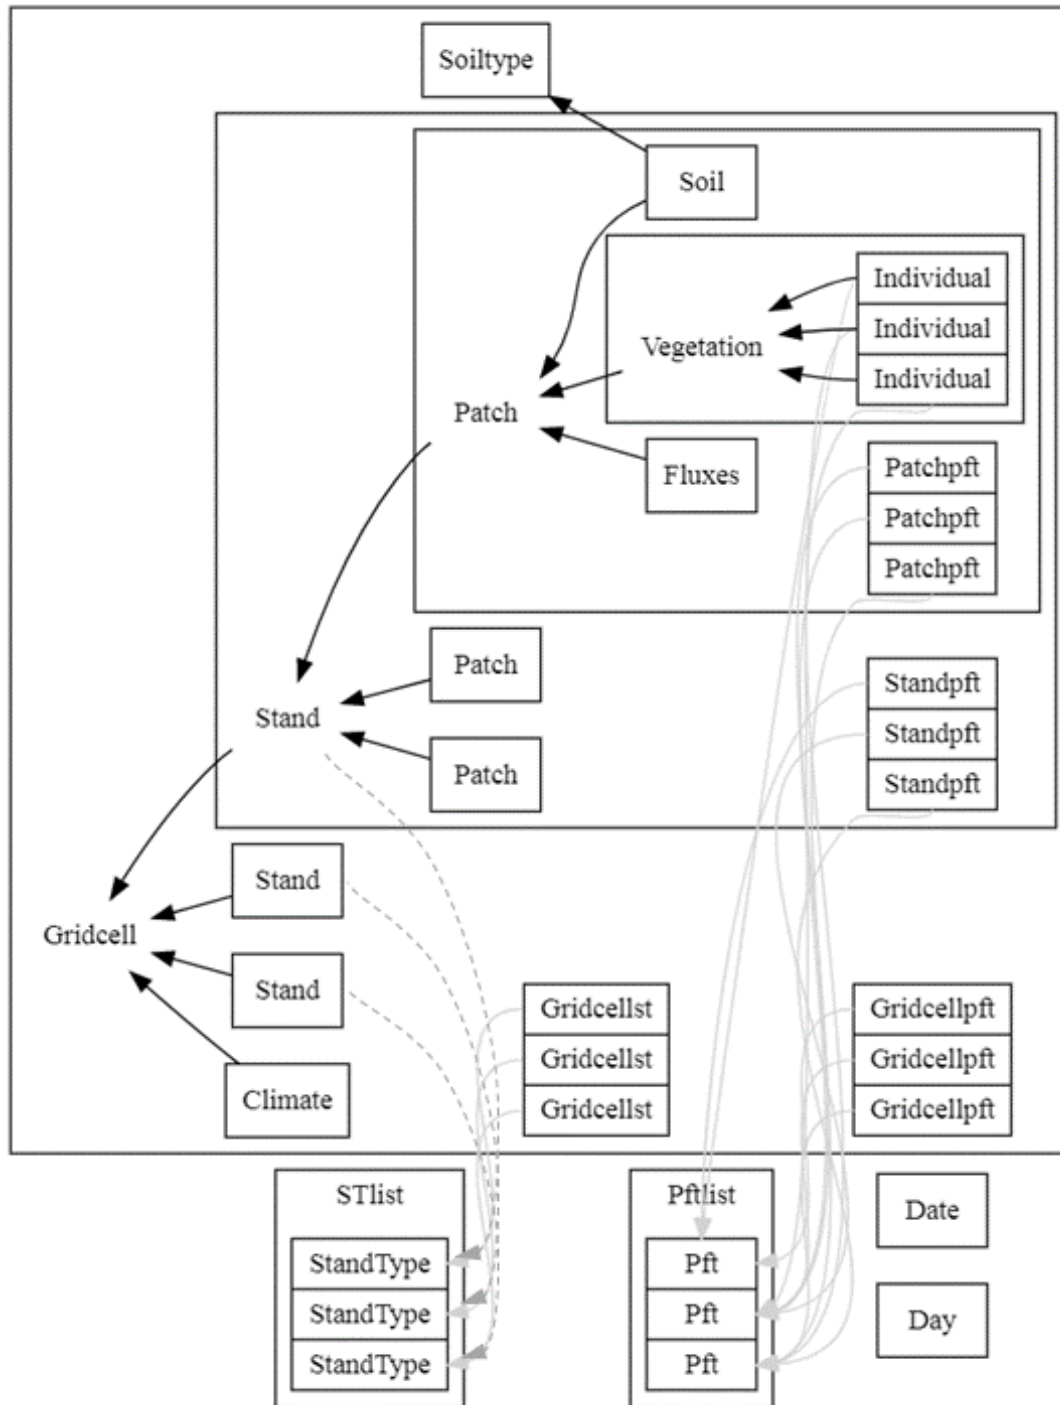 Soiltype
Soil
Individual
Individual
Individual
Vegetation
Patch
Fluxes
Patchpft
Patchpft
Patchpft
Patch
Patch
Stand
Standpft
Standpft
Standpft
Stand
Stand
Gridcell
Climate
Gridcellst
Gridcellst
Gridcellst
Gridcellpft
Gridcellpft
Gridcellpft
STlist
StandType
StandType
StandType
Pftlist
Pft
Pft
Pft
Date
Day